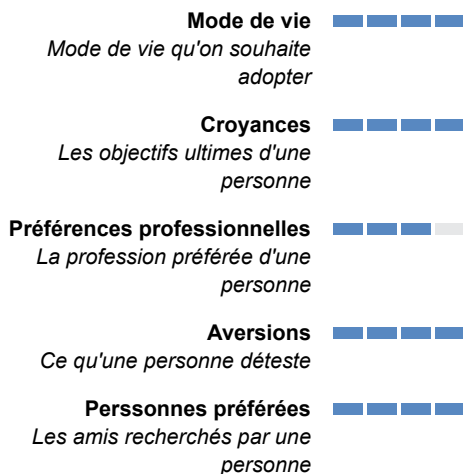 Mode de vie
Mode de vie qu'on souhaite
adopter
Croyances
Les objectifs ultimes d'une
personne
Préférences professionnelles
La profession préférée d'une
personne
Aversions
Ce qu'une personne déteste
Perssonnes préférées
Les amis recherchés par une
personne